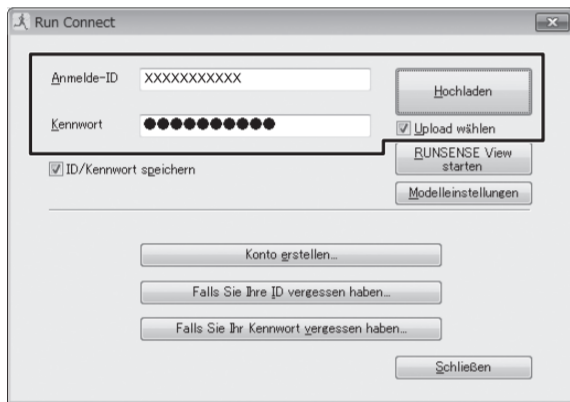 Run Connect
Anmelde-ID XXXXXXXXXXX
Hochladen
Kennwort ●●●●●●●●●●
Upload wählen
ID/Kennwort speichern
RUNSENSE View
starten
Modelleinstellungen
Konto erstellen...
Falls Sie Ihre ID vergessen haben...
Falls Sie Ihr Kennwort vergessen haben...
Schließen